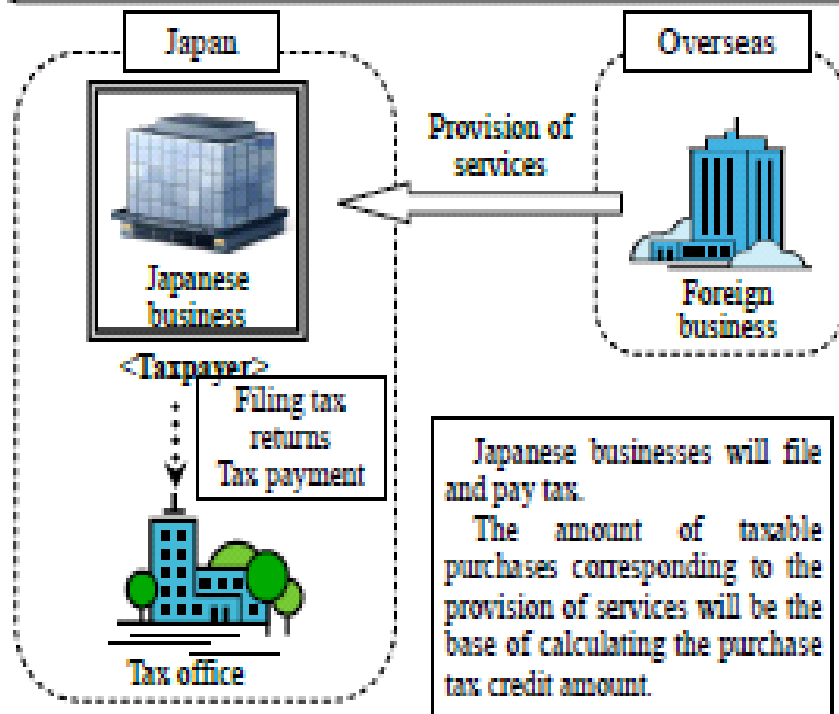 Japan
Overseas
Provision of
services
Japanese
business
Foreign
business
<Taxpayer>
Filing tax
returns
Tax payment
Tax office
Japanese businesses will file
and pay tax.
The amount of taxable
purchases corresponding to the
provision of services will be the
base of calculating the purchase
tax credit amount.